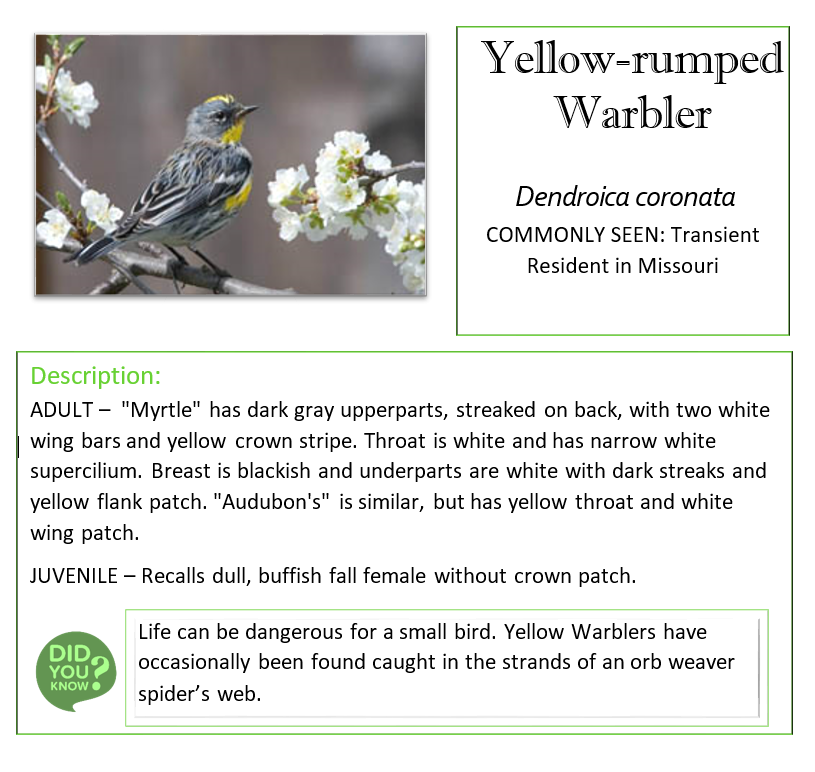 Yellow-rumped
Warbler
Dendroica coronata
COMMONLY SEEN: Transient
Resident in Missouri
Description:
ADULT – "Myrtle" has dark gray upperparts, streaked on back, with two white
wing bars and yellow crown stripe. Throat is white and has narrow white
supercilium. Breast is blackish and underparts are white with dark streaks and
yellow flank patch. "Audubon's" is similar, but has yellow throat and white
wing patch.
JUVENILE – Recalls dull, buffish fall female without crown patch.
DID
YOU
KNOW?
Life can be dangerous for a small bird. Yellow Warblers have
occasionally been found caught in the strands of an orb weaver
spider’s web.